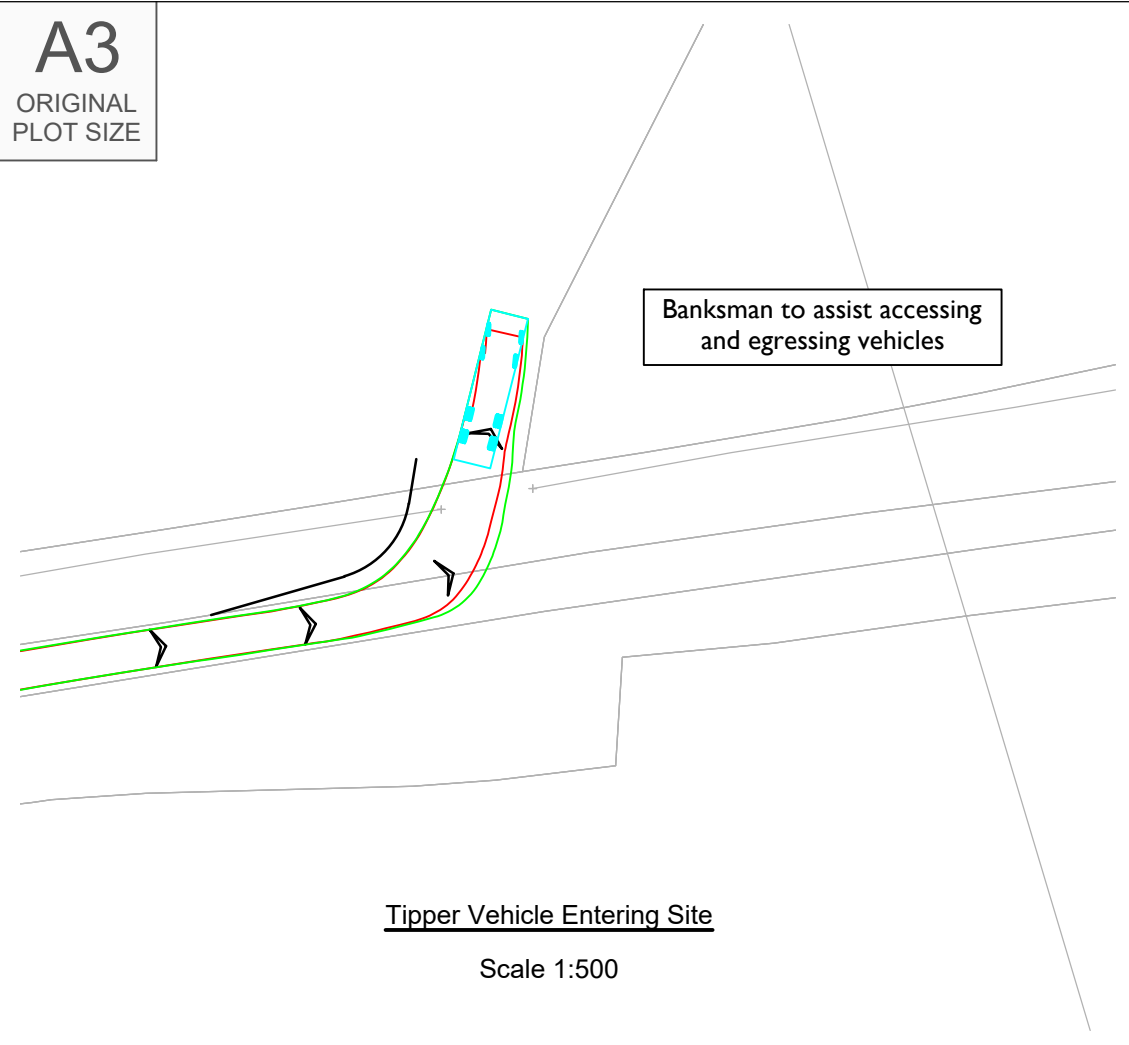 A3
ORIGINAL
PLOT SIZE
Banksman to assist accessing
and egressing vehicles
Tipper Vehicle Entering Site
Scale 1:500